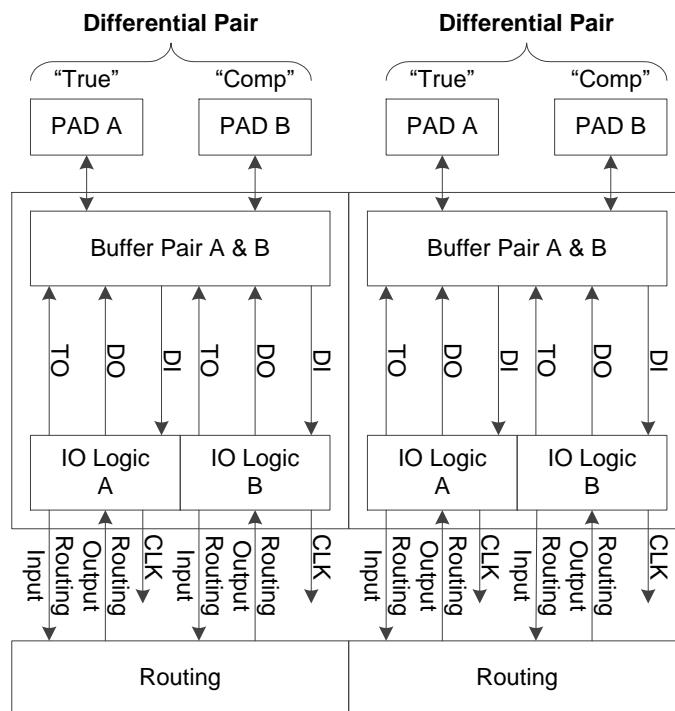 Differential Pair Differential Pair
“True” “Comp” “True” “Comp”
PAD A PAD B PAD A PAD B
Buffer Pair A & B Buffer Pair A & B
TO DO DI TO DO DI TO DO DI TO DO DI
IO Logic A IO Logic B IO Logic A IO Logic B
Routing Input Routing Output CLK Routing Input Routing Output CLK Routing Input Routing Output CLK Routing Input Routing Output CLK
Routing Routing